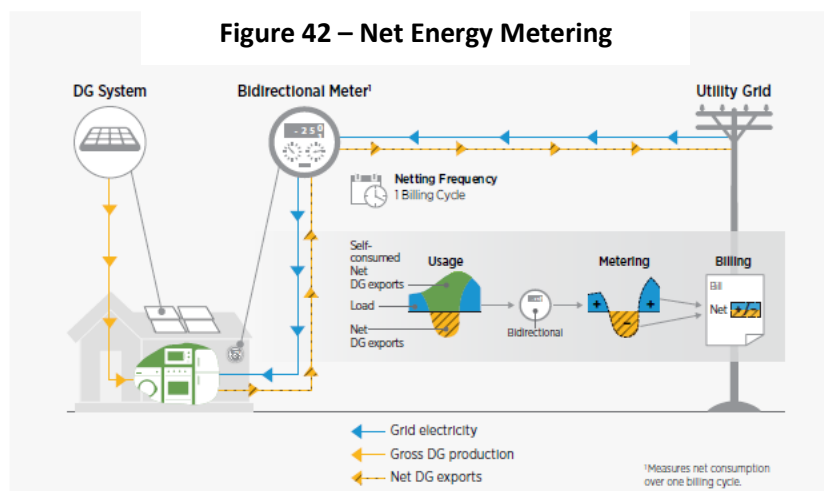 Figure 42 – Net Energy Metering
DG System
Bidirectional Meter¹
Utility Grid
-250
1
Netting Frequency
1 Billing Cycle
Self-
consumed
Net
DG exports
Usage
Metering
Billing
Load
Net
DG exports
Bidirectional
+
+
-
Bill
Net +/-
Grid electricity
Gross DG production
Net DG exports
¹Measures net consumption
over one billing cycle.